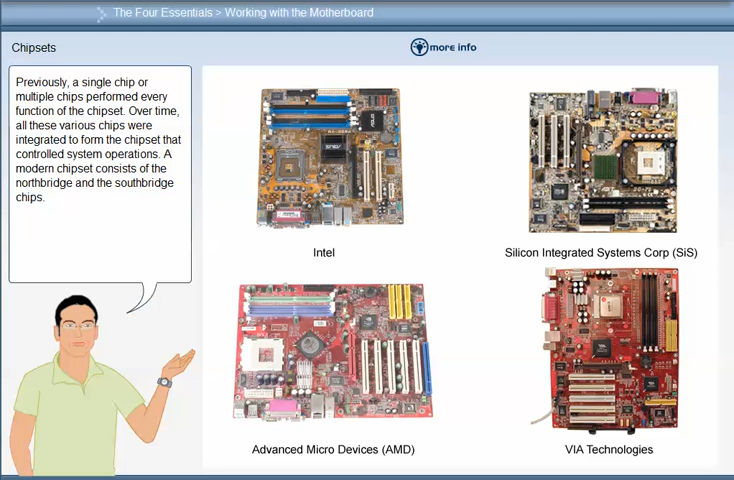 The Four Essentials > Working with the Motherboard
Chipsets
more info
Previously, a single chip or
multiple chips performed every
function of the chipset. Over time,
all these various chips were
integrated to form the chipset that
controlled system operations. A
modern chipset consists of the
northbridge and the southbridge
chips.
Intel
Silicon Integrated Systems Corp (SiS)
Advanced Micro Devices (AMD)
VIA Technologies